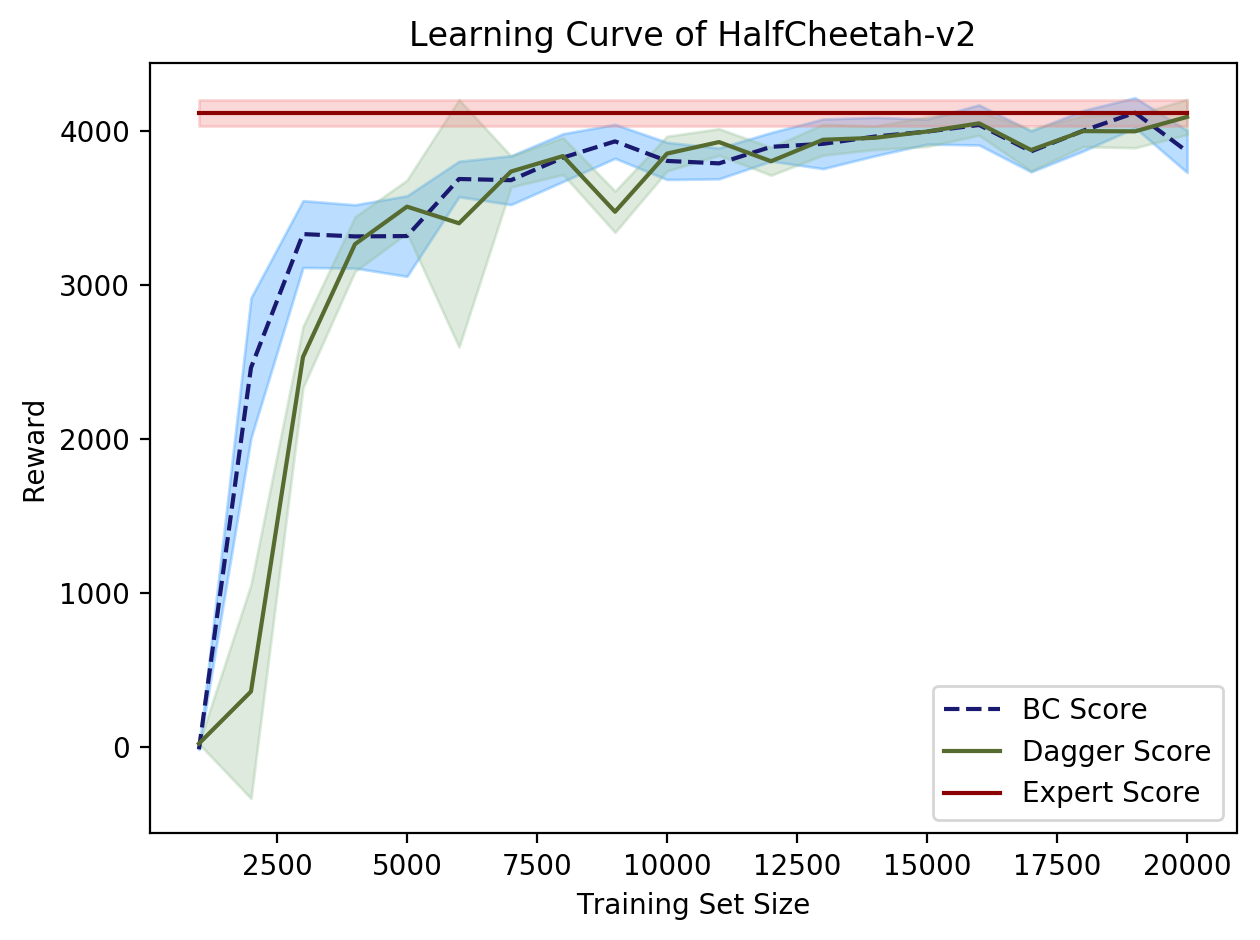 Learning Curve of HalfCheetah-v2
4000
3000
2000
1000
0
Reward
BC Score
Dagger Score
Expert Score
2500 5000 7500 10000 12500 15000 17500 20000
Training Set Size